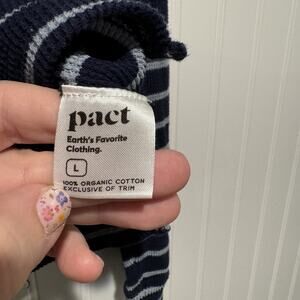 pact
Earth's Favorite
Clothing.
L
100% ORGANIC COTTON
EXCLUSIVE OF TRIM